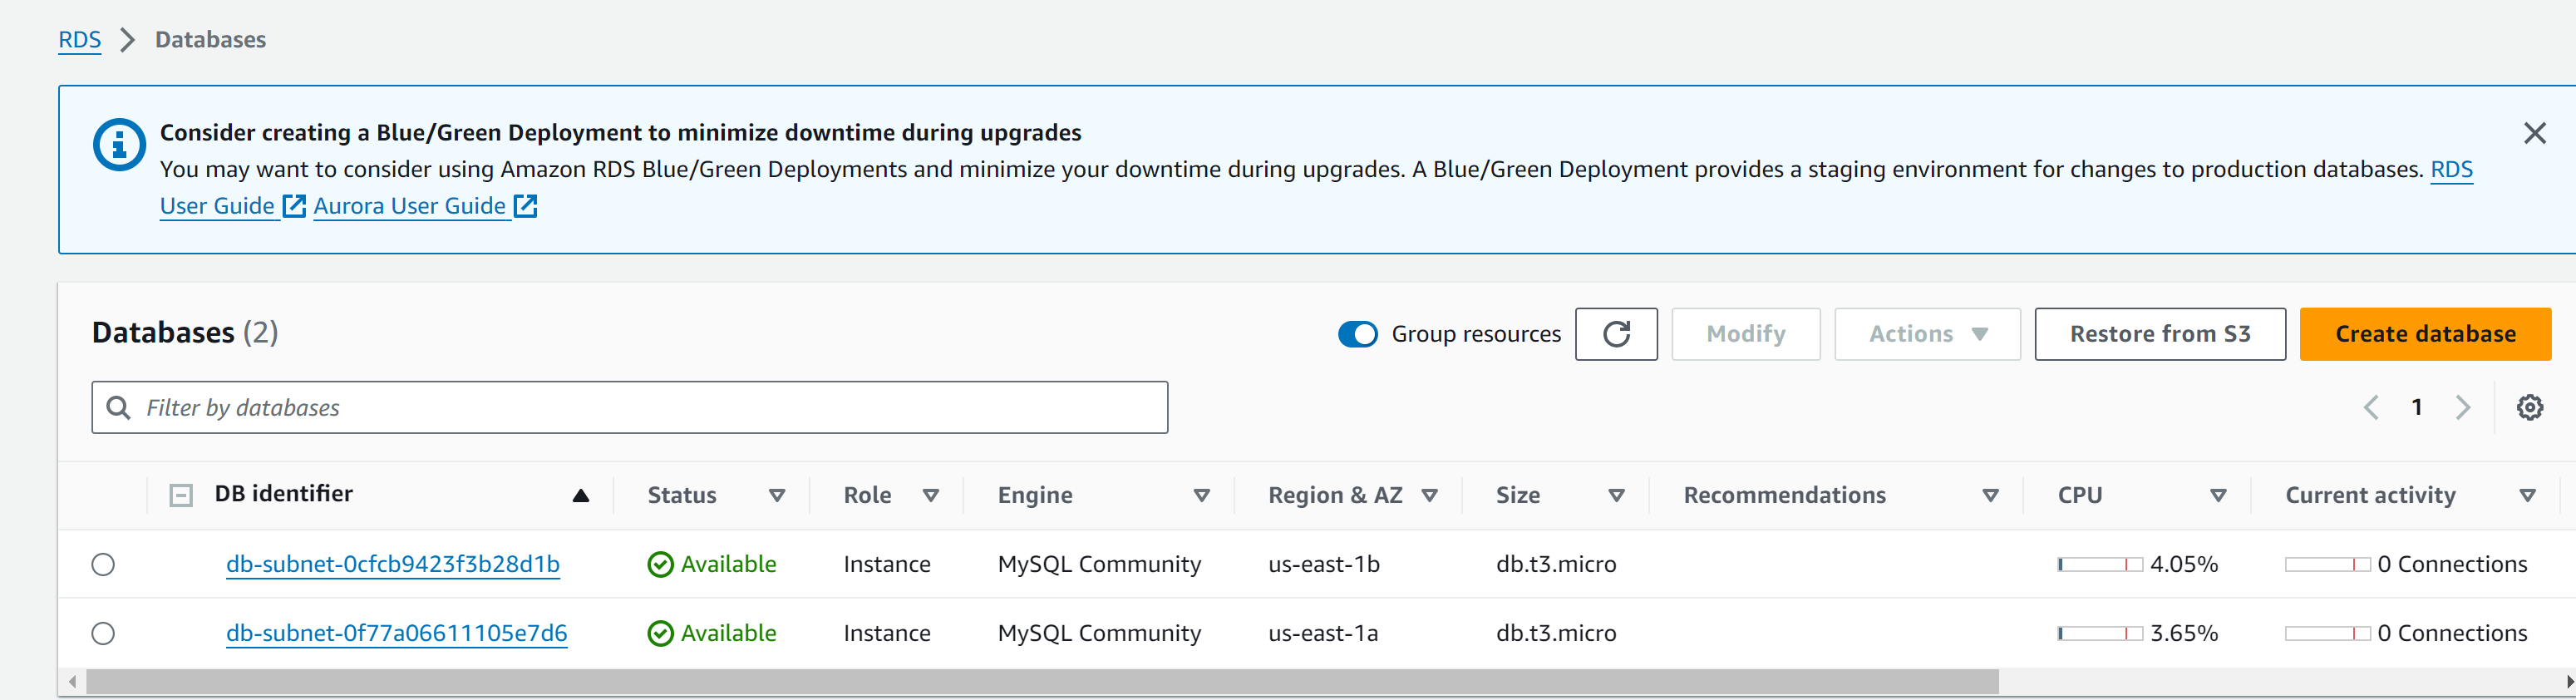 RDS > Databases
Consider creating a Blue/Green Deployment to minimize downtime during upgrades
You may want to consider using Amazon RDS Blue/Green Deployments and minimize your downtime during upgrades. A Blue/Green Deployment provides a staging environment for changes to production databases. RDS
User Guide Aurora User Guide
Databases (2) Group resources Modify Actions Restore from S3 Create database
Filter by databases 1
DB identifier Status Role Engine Region & AZ Size Recommendations CPU Current activity
db-subnet-0cfcb9423f3b28d1b Available Instance MySQL Community us-east-1b db.t3.micro 4.05% 0 Connections
db-subnet-0f77a06611105e7d6 Available Instance MySQL Community us-east-1a db.t3.micro 3.65% 0 Connections